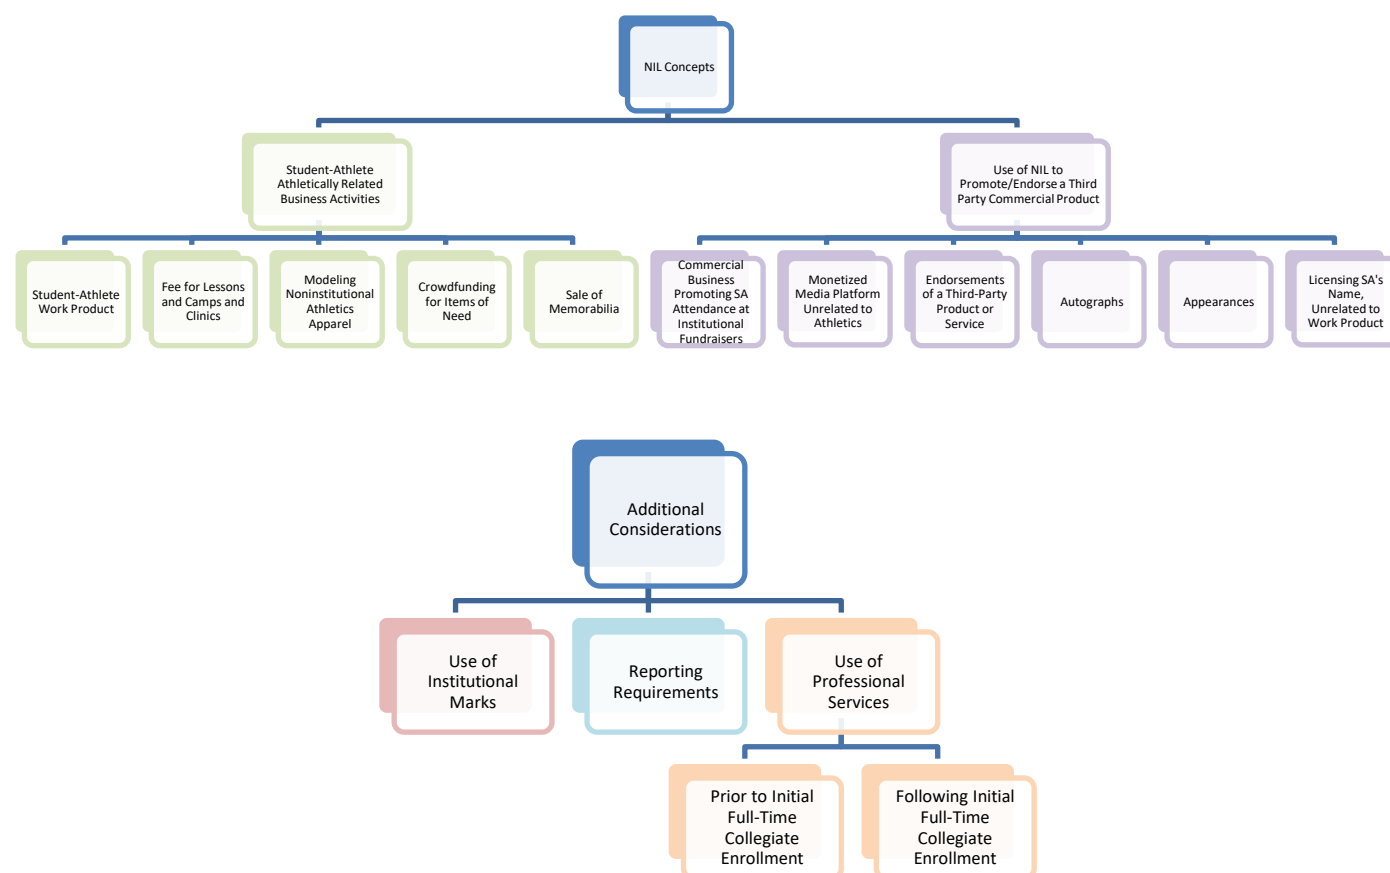 NIL Concepts
Student-Athlete
Athletically Related
Business Activities
Use of NIL to
Promote/Endorse a Third
Party Commercial Product
Student-Athlete
Work Product
Fee for Lessons
and Camps and
Clinics
Modeling
Noninstitutional
Athletics
Apparel
Crowdfunding
for Items of
Need
Sale of
Memorabilia
Commercial
Business
Promoting SA
Attendance at
Institutional
Fundraisers
Monetized
Media Platform
Unrelated to
Athletics
Endorsements
of a Third-Party
Product or
Service
Autographs
Appearances
Licensing SA's
Name,
Unrelated to
Work Product
Additional
Considerations
Use of
Institutional
Marks
Reporting
Requirements
Use of
Professional
Services
Prior to Initial
Full-Time
Collegiate
Enrollment
Following Initial
Full-Time
Collegiate
Enrollment